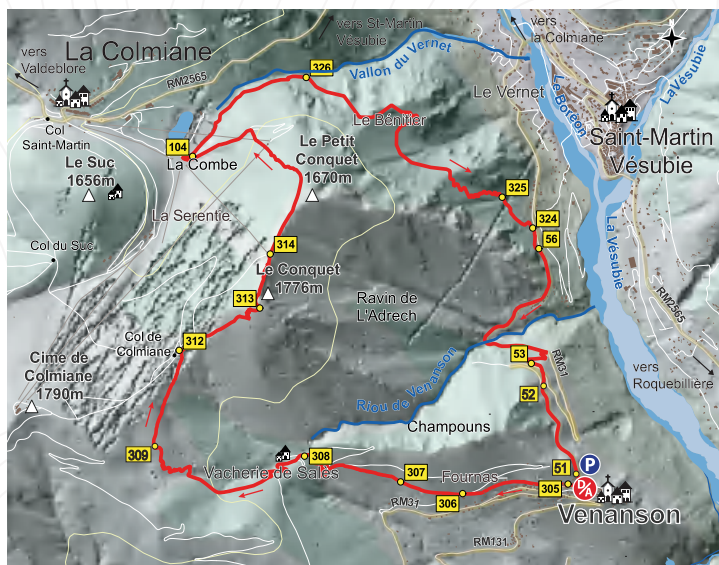 vers St-Martin
Vésubie
vers
la Colmiane
La Colmiane
vers
Valdeblore
RM2565
326
Vallon du Vernet
Le Boréon
La Vésubie
Le Vernet
Col
Saint-Martin
104
La Combe
Le Bénitier
Saint-Martin
Vésubie
Le Suc
1656m
Le Petit
Conquet
1670m
325
La Serentie
324
56
Col du Suc
314
La Vésubie
Le Conquet
1776m
313
Ravin de
L'Adrech
RM2565
312
Col de
Colmiane
Cime de
Colmiane
1790m
Riou de Venanson
53
RM31
vers
Roquebillière
52
Champouns
309
308
Vacherie de Salès
307
Fournas
51
P
305
D/A
306
RM31
Venanson
RM131